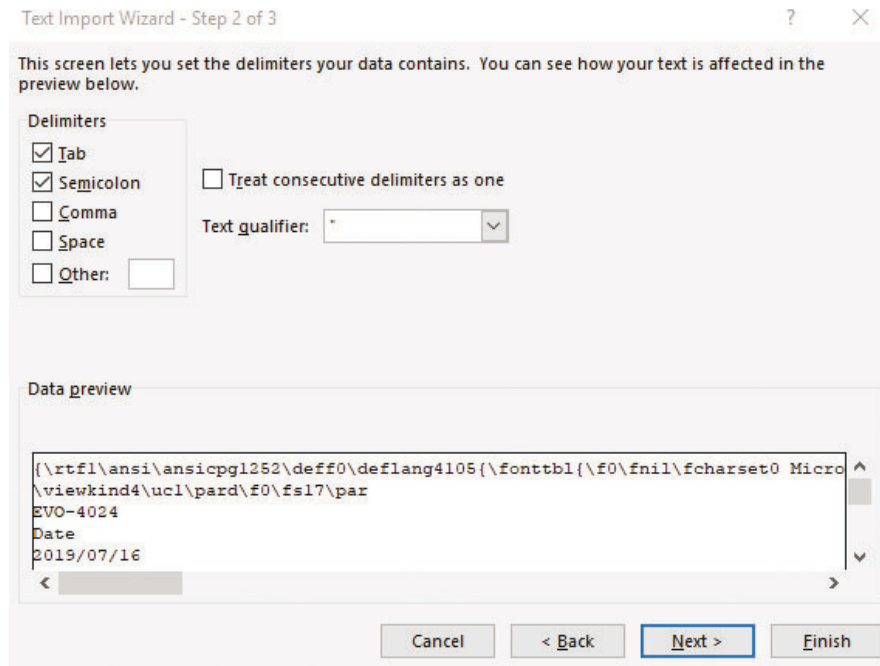 Text Import Wizard - Step 2 of 3
?
This screen lets you set the delimiters your data contains. You can see how your text is affected in the
preview below.
Delimiters
Tab
Semicolon
Comma
Space
Other:
Treat consecutive delimiters as one
Text qualifier: "
Data preview
{\rtf1\ansi\ansicpg1252\deff0\deflang4105{\fonttbl{\f0\fnil\fcharset0 Micro
\viewkind4\uc1\pard\f0\fs17\par
EVO-4024
Date
2019/07/16
Cancel
< Back
Next >
Finish